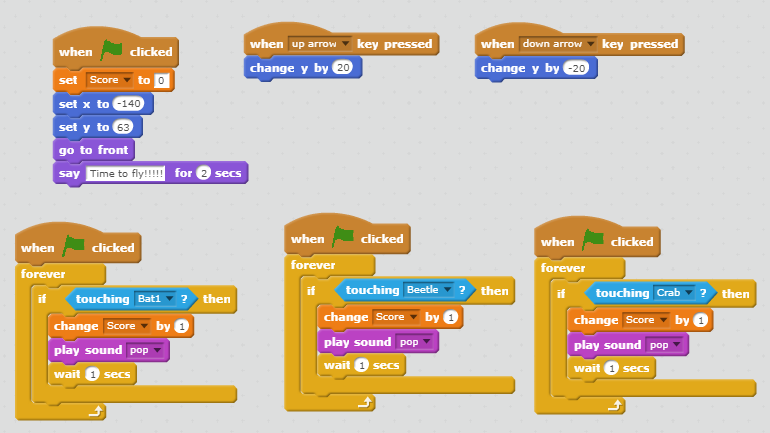 when clicked
set Score to 0
set x to -140
set y to 63
go to front
say Time to fly!!!!! for 2 secs
when up arrow key pressed
change y by 20
when down arrow key pressed
change y by -20
when clicked
forever
if touching Bat1 ? then
change Score by 1
play sound pop
wait 1 secs
when clicked
forever
if touching Beetle ? then
change Score by 1
play sound pop
wait 1 secs
when clicked
forever
if touching Crab ? then
change Score by 1
play sound pop
wait 1 secs